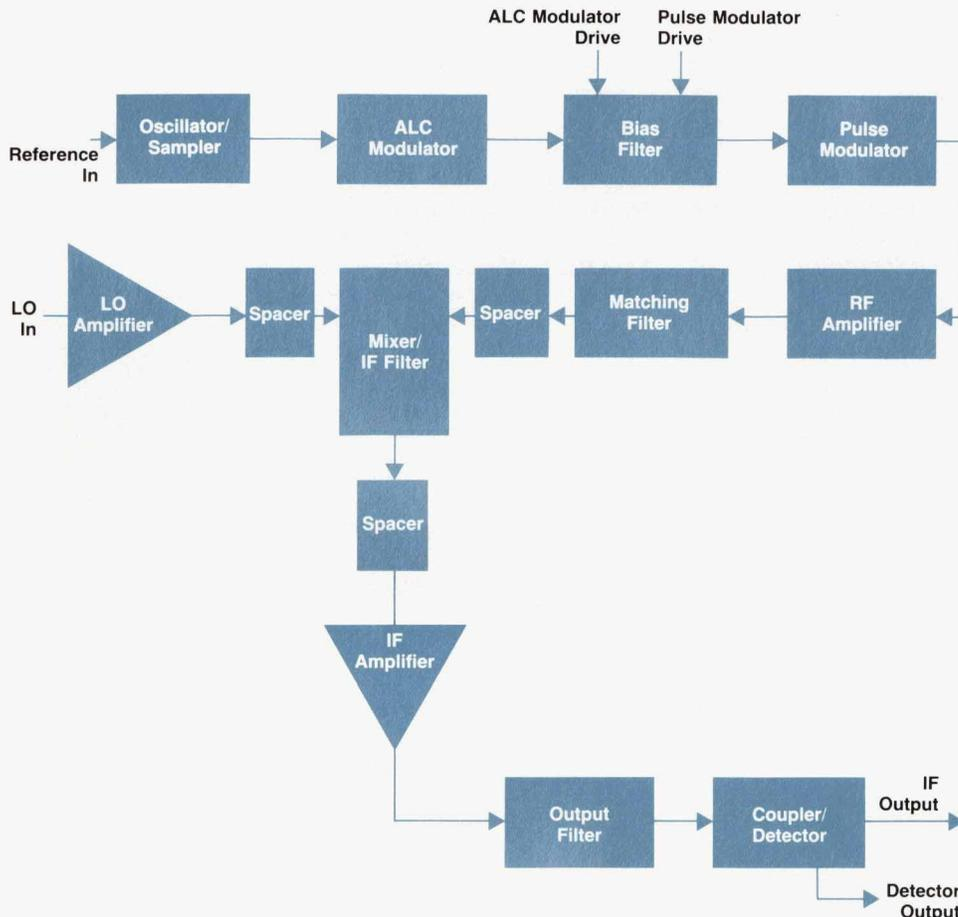 ALC Modulator
Drive
Pulse Modulator
Drive
Reference
In
Oscillator/
Sampler
ALC
Modulator
Bias
Filter
Pulse
Modulator
LO
In
LO
Amplifier
Spacer
Mixer/
IF Filter
Spacer
Matching
Filter
RF
Amplifier
Spacer
IF
Amplifier
Output
Filter
Coupler/
Detector
IF
Output
Detector
Output